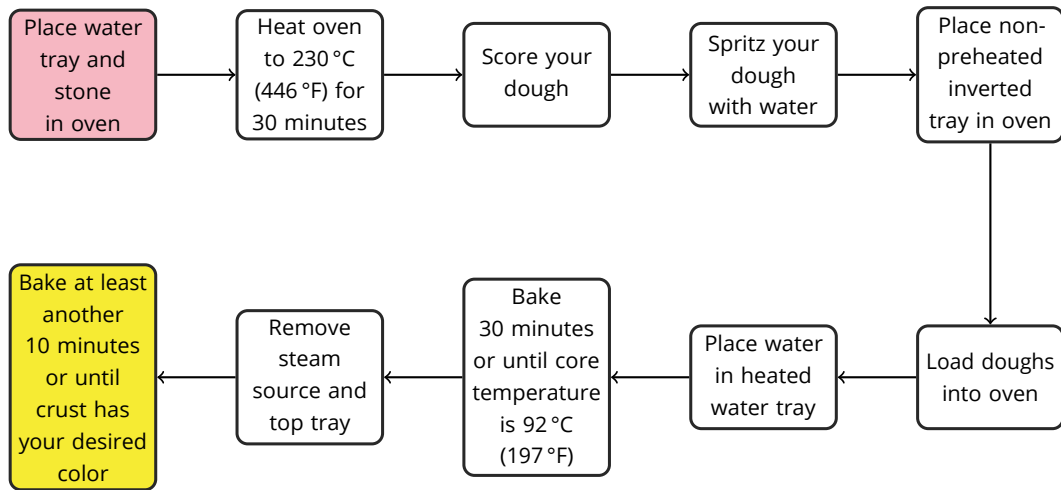 Place water
tray and
stone
in oven
Heat oven
to 230 °C
(446 °F) for
30 minutes
Score your
dough
Spritz your
dough
with water
Place non-
preheated
inverted
tray in oven
Load doughs
into oven
Place water
in heated
water tray
Bake
30 minutes
or until core
temperature
is 92 °C
(197 °F)
Remove
steam
source and
top tray
Bake at least
another
10 minutes
or until
crust has
your desired
color